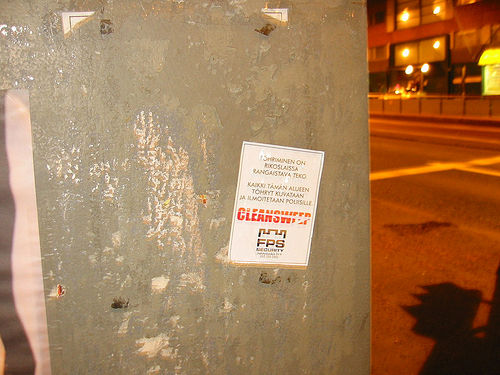 TÖHRIMINEN ON
RIKOSLAISSA
RANGAISTAVA TEKO
KAIKKI TÄMÄN ALUEEN
TÖHRYT KUVATAAN
JA ILMOITETAAN POLIISILLE
CLEANSWEEP
FPS
SECURITY